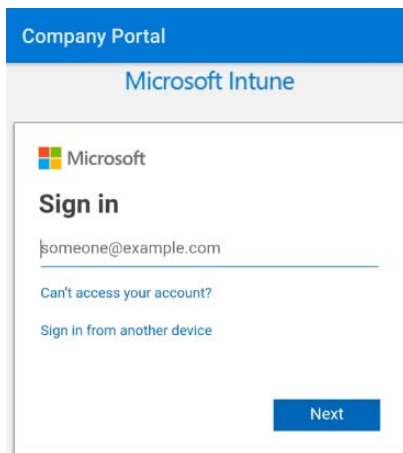 Company Portal
Microsoft Intune
Microsoft
Sign in
someone@example.com
Can't access your account?
Sign in from another device
Next